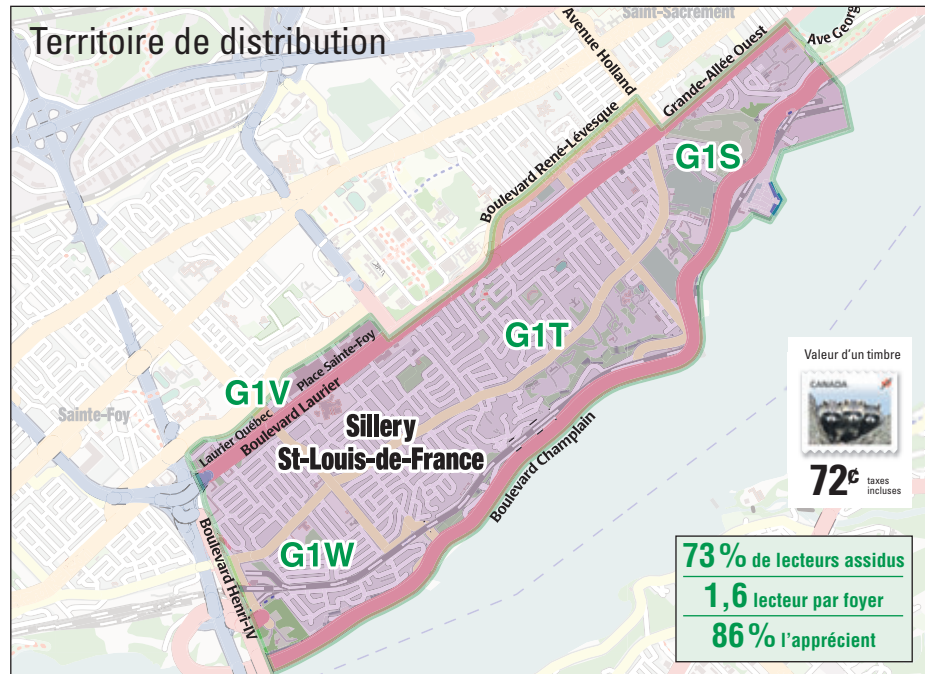 Territoire de distribution
Saint-Sacrement
Avenue Holland
Grande-Allée Ouest
Ave Georg
Boulevard René-Lévesque
G1S
G1T
Place Sainte-Foy
G1V
Laurier Québec
Boulevard Laurier
Sainte-Foy
Sillery
St-Louis-de-France
Boulevard Champlain
Boulevard Henri-IV
G1W
Valeur d'un timbre
CANADA
72¢ taxes
incluses
73 % de lecteurs assidus
1,6 lecteur par foyer
86 % l'apprécient